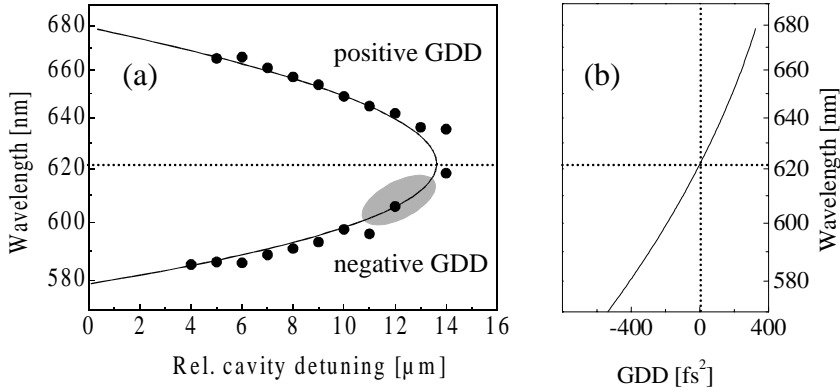 680
660
640
620
600
580
Wavelength [nm]
(a)
positive GDD
negative GDD
0 2 4 6 8 10 12 14 16
Rel. cavity detuning [µm]
(b)
680
660
640
620
600
580
Wavelength [nm]
-400 0 400
GDD [fs²]